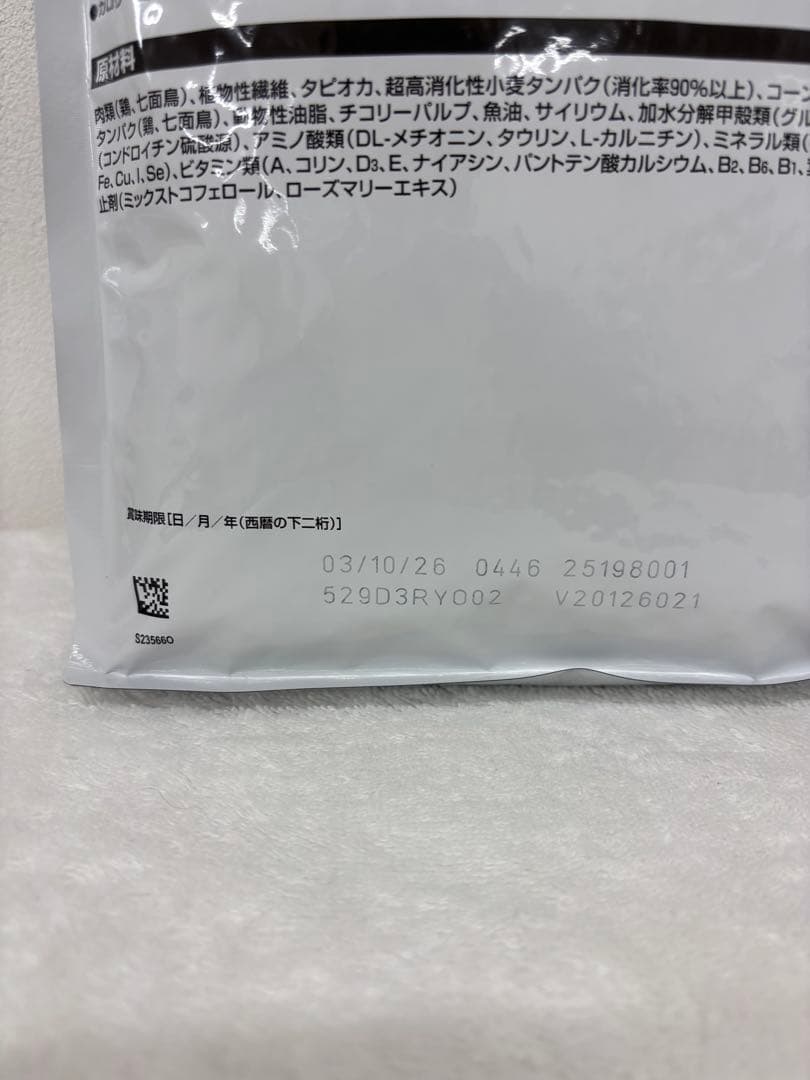 ●カロリ
原材料
肉類(鶏、七面鳥)、植物性繊維、タピオカ、超高消化性小麦タンパク(消化率90%以上)、コーン
タンパク(鶏、七面鳥)、動物性油脂、チコリーパルプ、魚油、サイリウム、加水分解甲殻類(グル
(コンドロイチン硫酸源)、アミノ酸類(DL-メチオニン、タウリン、L-カルニチン)、ミネラル類(
Fe、Cu、I、Se)、ビタミン類(A、コリン、D3、E、ナイアシン、パントテン酸カルシウム、B2、B6、B1、
止剤(ミックストコフェロール、ローズマリーエキス)
賞味期限[日/月/年(西暦の下二桁)]
03/10/26 0446 25198001
529D3RYO02 V20126021
S23566O